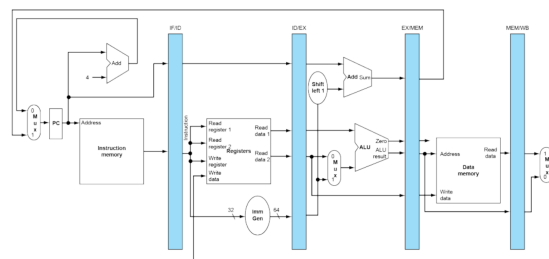 IF/ID
ID/EX
EX/MEM
MEM/WB
Add
4
Shift
left 1
Add Sum
0
M
u
x
1
PC
Address
Instruction
memory
Instruction
Read
register 1
Read
register 2
Write
register
Write
data
Registers
Read
data 1
Read
data 2
0
M
u
x
1
Zero
ALU
ALU
result
Address
Read
data
Data
memory
Write
data
1
M
u
x
0
32
Imm
Gen
64